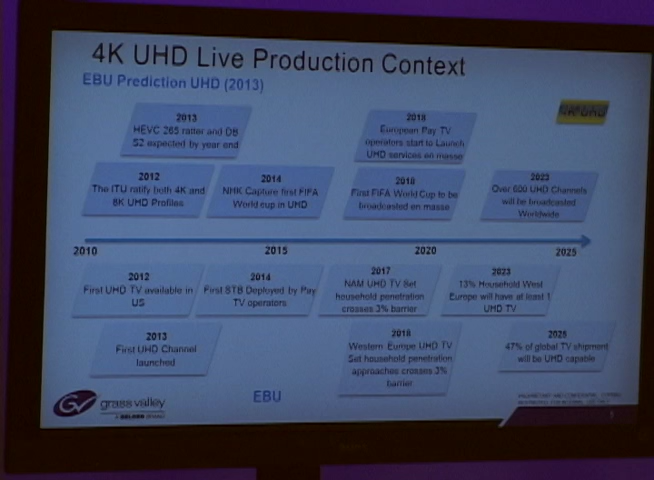 4K UHD Live Production Context
EBU Prediction UHD (2013)
2013
HEVC 265 ratter and DB
S2 expected by year end
2018
European Pay TV
operators start to Launch
UHD services en masse
2012
The ITU ratify both 4K and
8K UHD Profiles
2014
NHK Capture first FIFA
World cup in UHD
2018
First FIFA World Cup to be
broadcasted en masse
2023
Over 600 UHD Channels
will be broadcasted
Worldwide
2010
2015
2020
2025
2012
First UHD TV available in
US
2014
First STB Deployed by Pay
TV operators
2017
NAM UHD TV Set
household penetration
crosses 3% barrier
2023
13% Household West
Europe will have at least 1
UHD TV
2013
First UHD Channel
launched
2018
Western Europe UHD TV
Set household penetration
approaches crosses 3%
barrier
2025
47% of global TV shipment
will be UHD capable
GV grass valley
A BELDEN BRAND
EBU